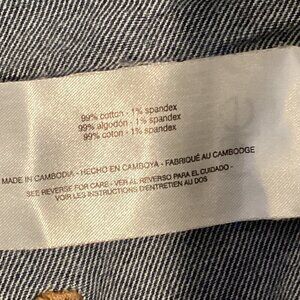 99% cotton - 1% spandex
99% algodón - 1% spandex
99% coton - 1% spandex
MADE IN CAMBODIA - HECHO EN CAMBOYA - FABRIQUÉ AU CAMBODGE
SEE REVERSE FOR CARE - VER AL REVERSO PARA EL CUIDADO -
VOIR LES INSTRUCTIONS D'ENTRETIEN AU DOS